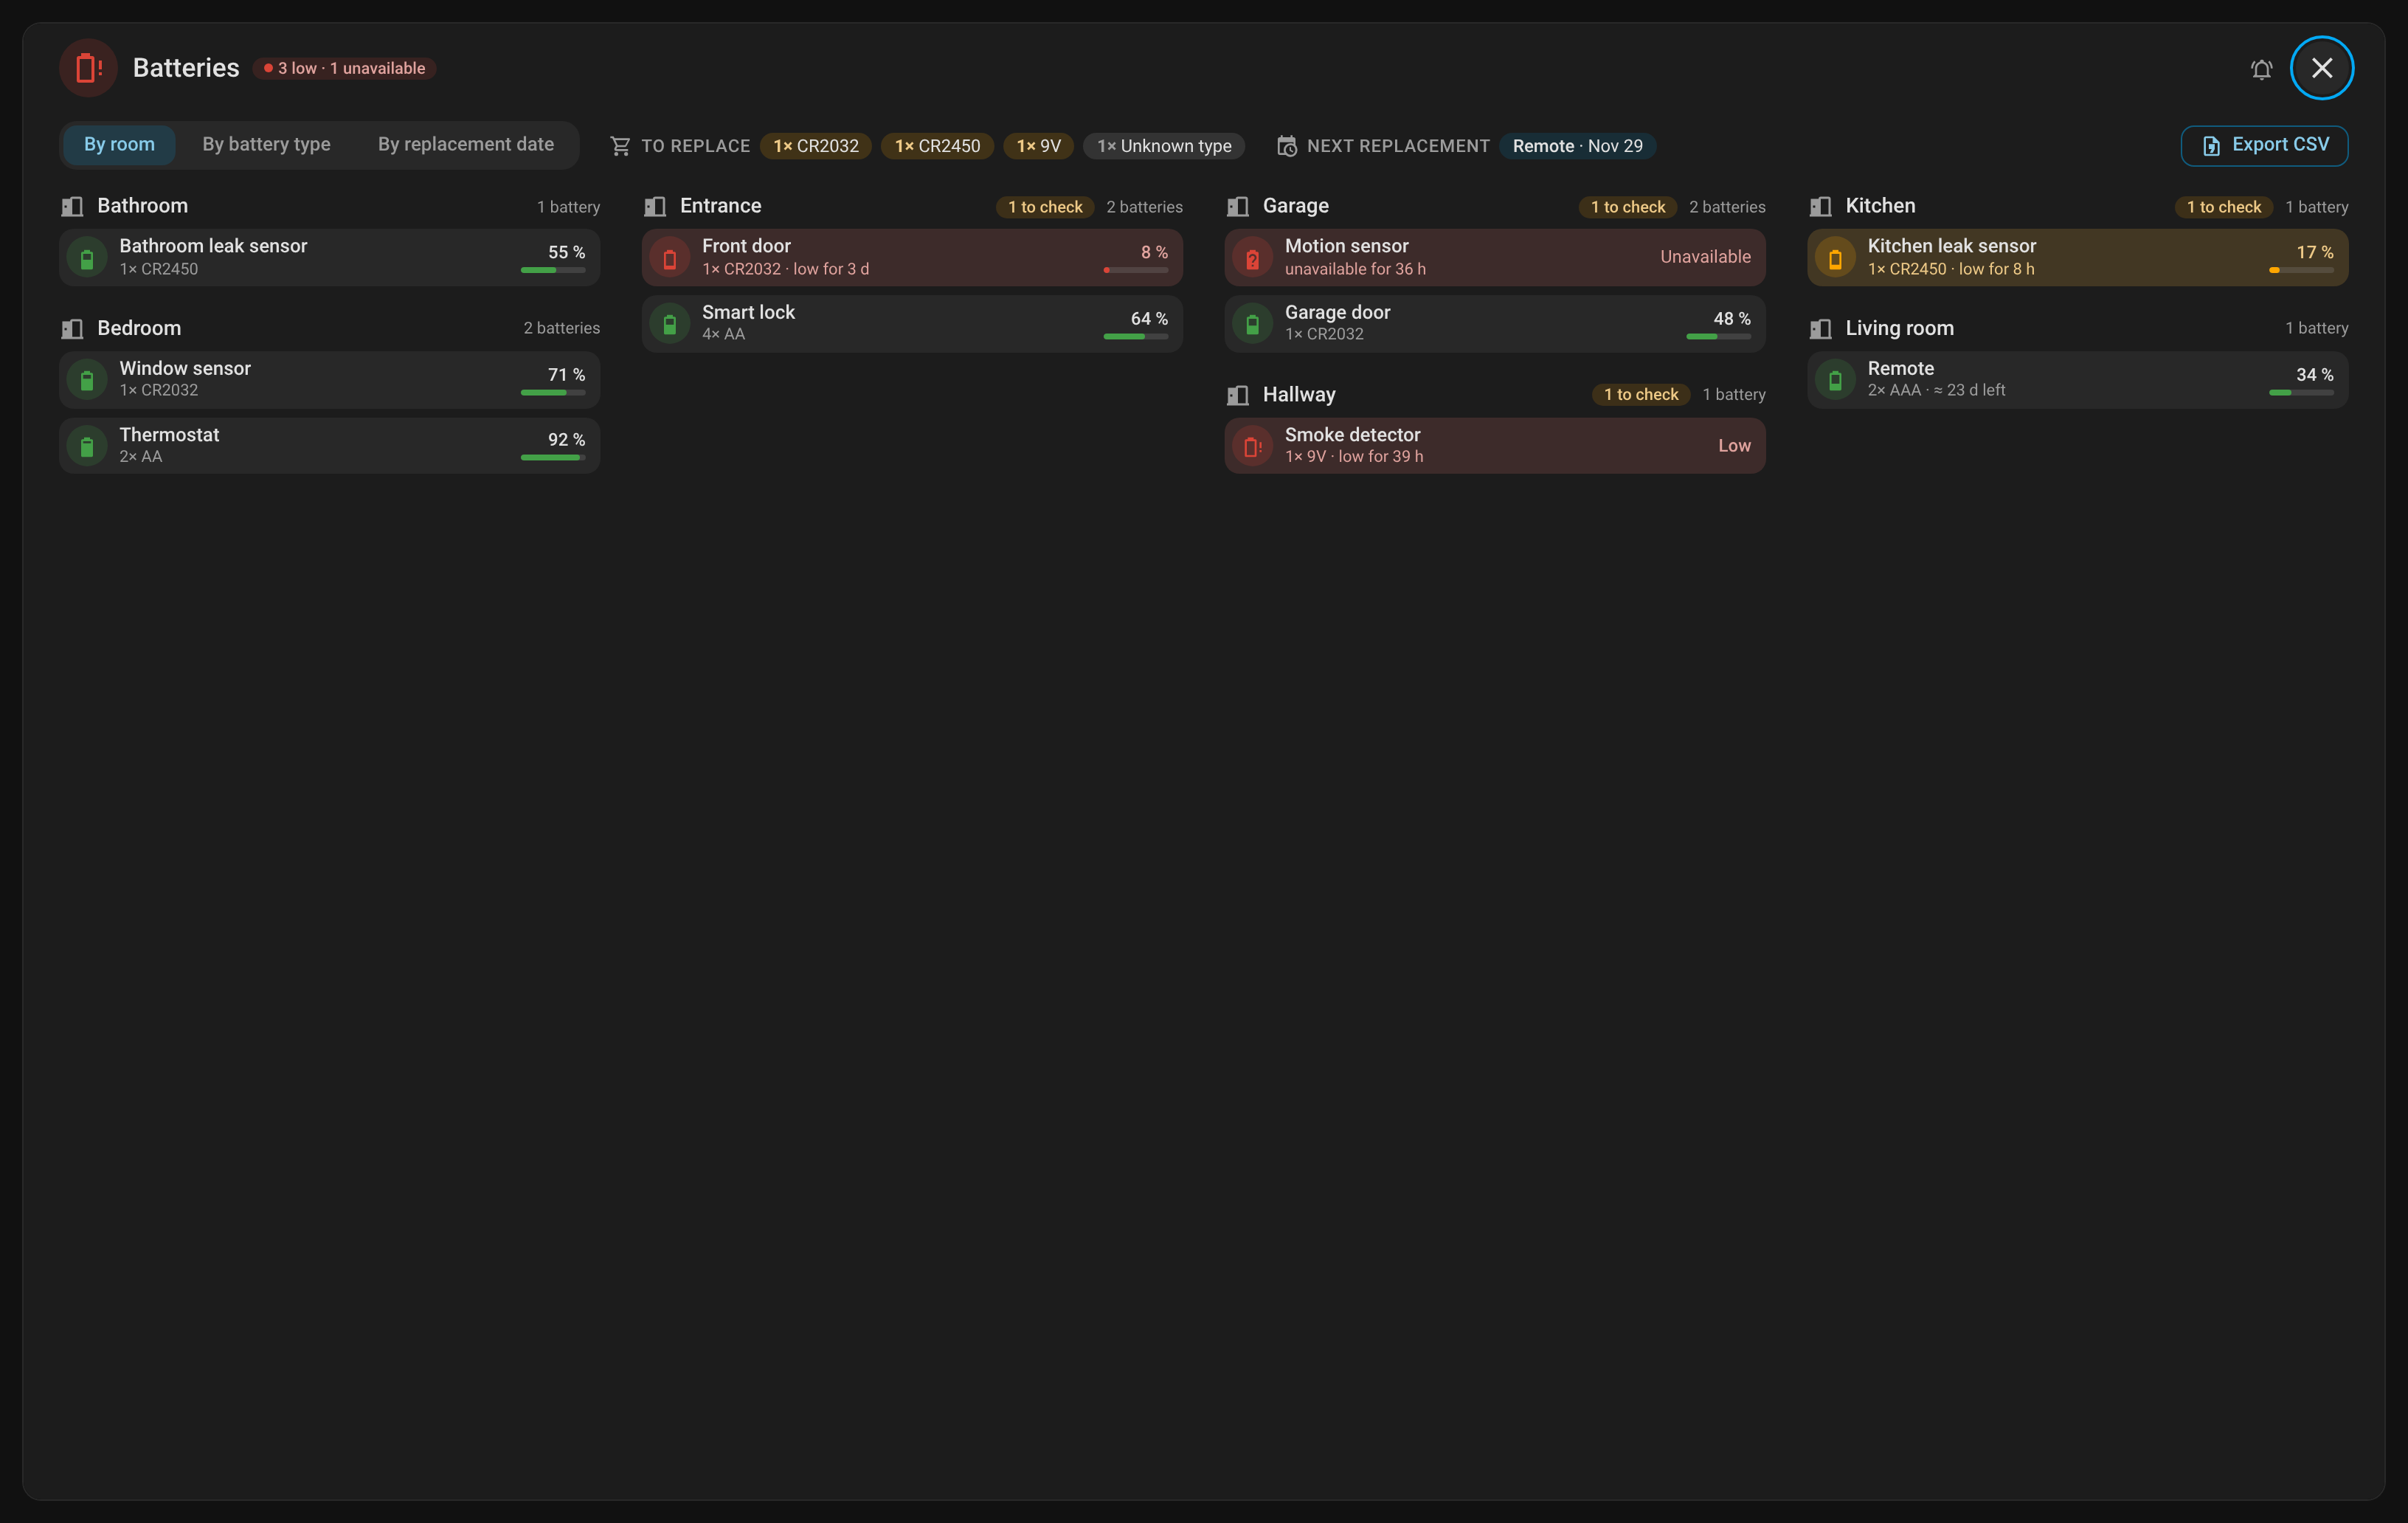 Batteries
3 low · 1 unavailable
By room
By battery type
By replacement date
TO REPLACE
1× CR2032
1× CR2450
1× 9V
1× Unknown type
NEXT REPLACEMENT
Remote · Nov 29
Export CSV
Bathroom
1 battery
Bathroom leak sensor
1× CR2450
55 %
Bedroom
2 batteries
Window sensor
1× CR2032
71 %
Thermostat
2× AA
92 %
Entrance
1 to check
2 batteries
Front door
1× CR2032 · low for 3 d
8 %
Smart lock
4× AA
64 %
Garage
1 to check
2 batteries
Motion sensor
unavailable for 36 h
Unavailable
Garage door
1× CR2032
48 %
Hallway
1 to check
1 battery
Smoke detector
1× 9V · low for 39 h
Low
Kitchen
1 to check
1 battery
Kitchen leak sensor
1× CR2450 · low for 8 h
17 %
Living room
1 battery
Remote
2× AAA · ≈ 23 d left
34 %